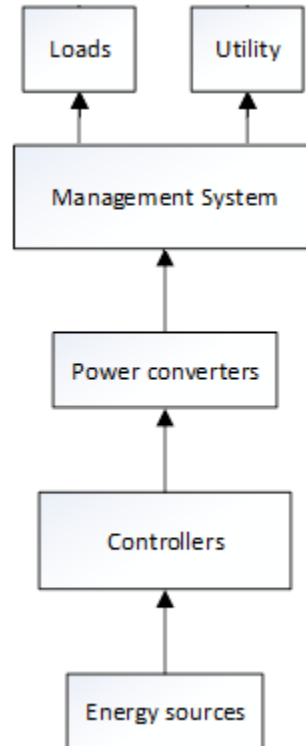 Loads
Utility
Management System
Power converters
Controllers
Energy sources